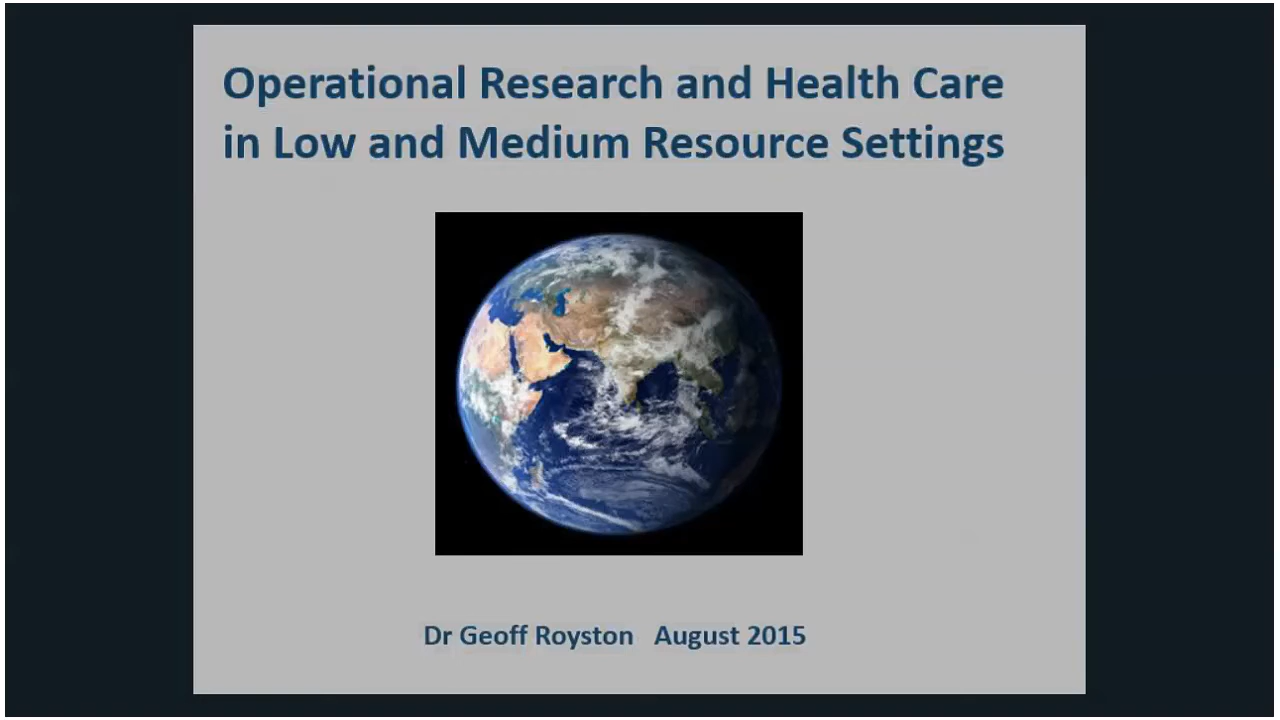 Operational Research and Health Care
in Low and Medium Resource Settings
Dr Geoff Royston August 2015